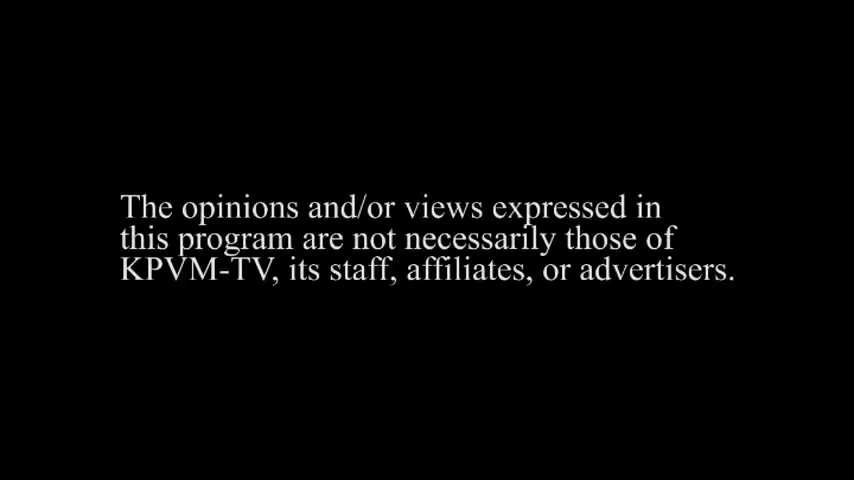 The opinions and/or views expressed in
this program are not necessarily those of
KPVM-TV, its staff, affiliates, or advertisers.